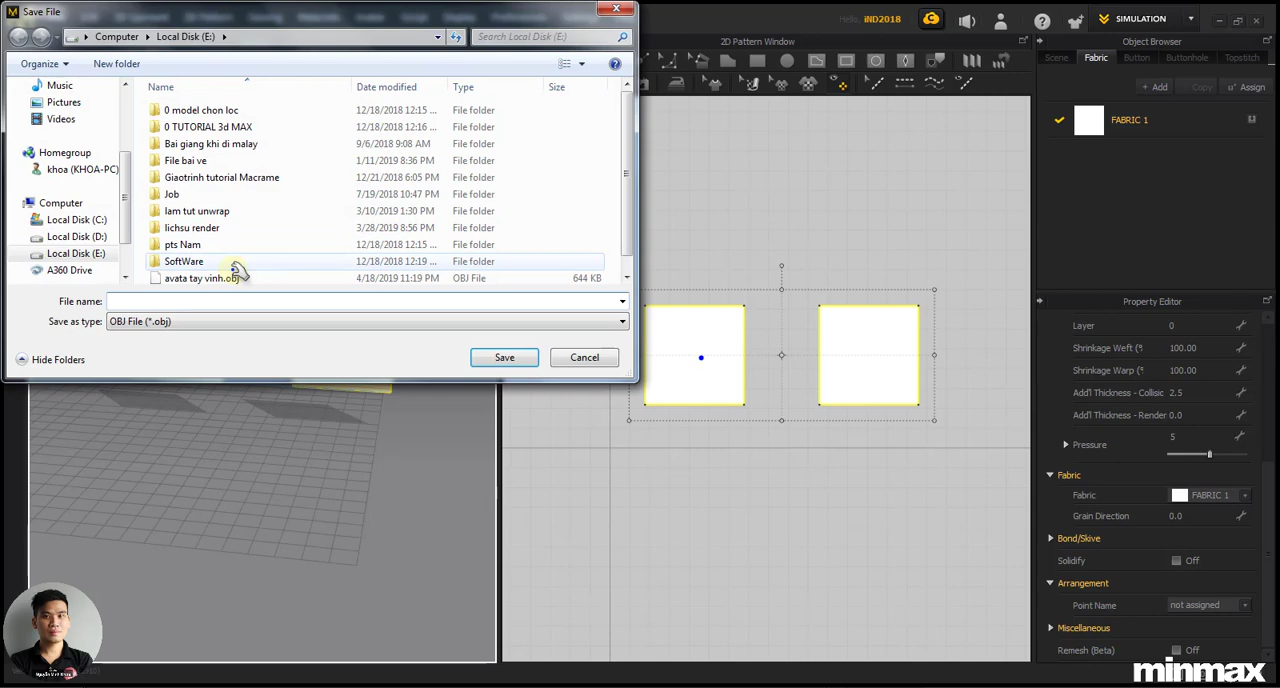 Save File
Hello, iND2018
SIMULATION
Computer
Local Disk (E:)
Search Local Disk (E:)
2D Pattern Window
Object Browser
Organize
New folder
Scene
Fabric
Button
Buttonhole
Topstitch
Music
Pictures
Videos
Homegroup
khoa (KHOA-PC)
Computer
Local Disk (C:)
Local Disk (D:)
Local Disk (E:)
A360 Drive
Name Date modified Type Size
0 model chon loc 12/18/2018 12:15 ... File folder
0 TUTORIAL 3d MAX 12/18/2018 12:16 ... File folder
Bai giang khi di malay 9/6/2018 9:08 AM File folder
File bai ve 1/11/2019 8:36 PM File folder
Giaotrinh tutorial Macrame 12/21/2018 6:05 PM File folder
Job 7/19/2018 10:47 PM File folder
lam tut unwrap 3/10/2019 1:30 PM File folder
lichsu render 3/28/2019 8:56 PM File folder
pts Nam 12/18/2018 12:15 ... File folder
SoftWare 12/18/2018 12:19 ... File folder
avata tay vinh.obj 4/18/2019 11:19 PM OBJ File 644 KB
File name:
Save as type: OBJ File (*.obj)
Hide Folders
Save
Cancel
+ Add
Copy
Assign
FABRIC 1
Property Editor
Layer 0
Shrinkage Weft (% 100.00
Shrinkage Warp (% 100.00
Add'l Thickness - Collisic 2.5
Add'l Thickness - Render 0.0
Pressure 5
Fabric
Fabric FABRIC 1
Grain Direction 0.0
Bond/Skive
Solidify Off
Arrangement
Point Name not assigned
Miscellaneous
Remesh (Beta) Off
minmax